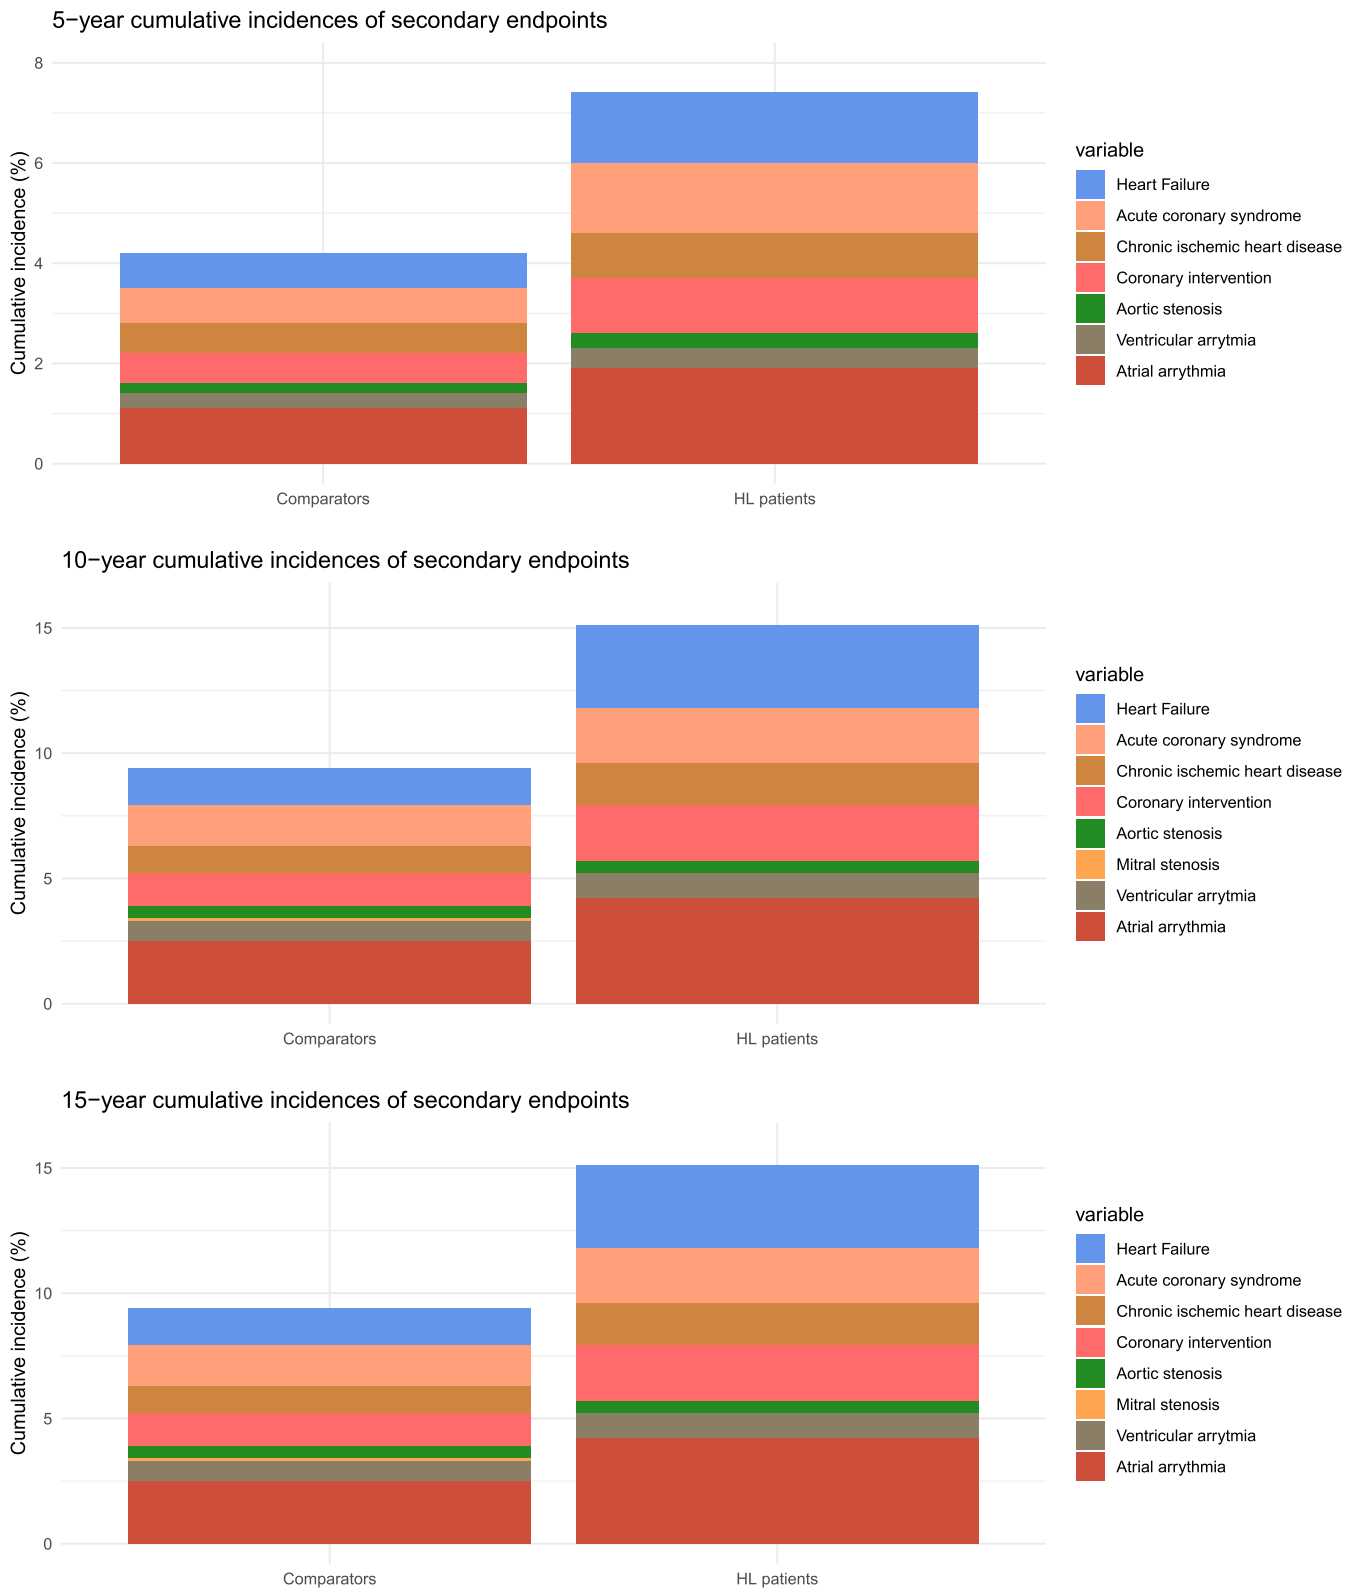 5−year cumulative incidences of secondary endpoints
Cumulative incidence (%)
8
6
4
2
0
Comparators
HL patients
variable
Heart Failure
Acute coronary syndrome
Chronic ischemic heart disease
Coronary intervention
Aortic stenosis
Ventricular arrytmia
Atrial arrythmia
10−year cumulative incidences of secondary endpoints
Cumulative incidence (%)
15
10
5
0
Comparators
HL patients
variable
Heart Failure
Acute coronary syndrome
Chronic ischemic heart disease
Coronary intervention
Aortic stenosis
Mitral stenosis
Ventricular arrytmia
Atrial arrythmia
15−year cumulative incidences of secondary endpoints
Cumulative incidence (%)
15
10
5
0
Comparators
HL patients
variable
Heart Failure
Acute coronary syndrome
Chronic ischemic heart disease
Coronary intervention
Aortic stenosis
Mitral stenosis
Ventricular arrytmia
Atrial arrythmia